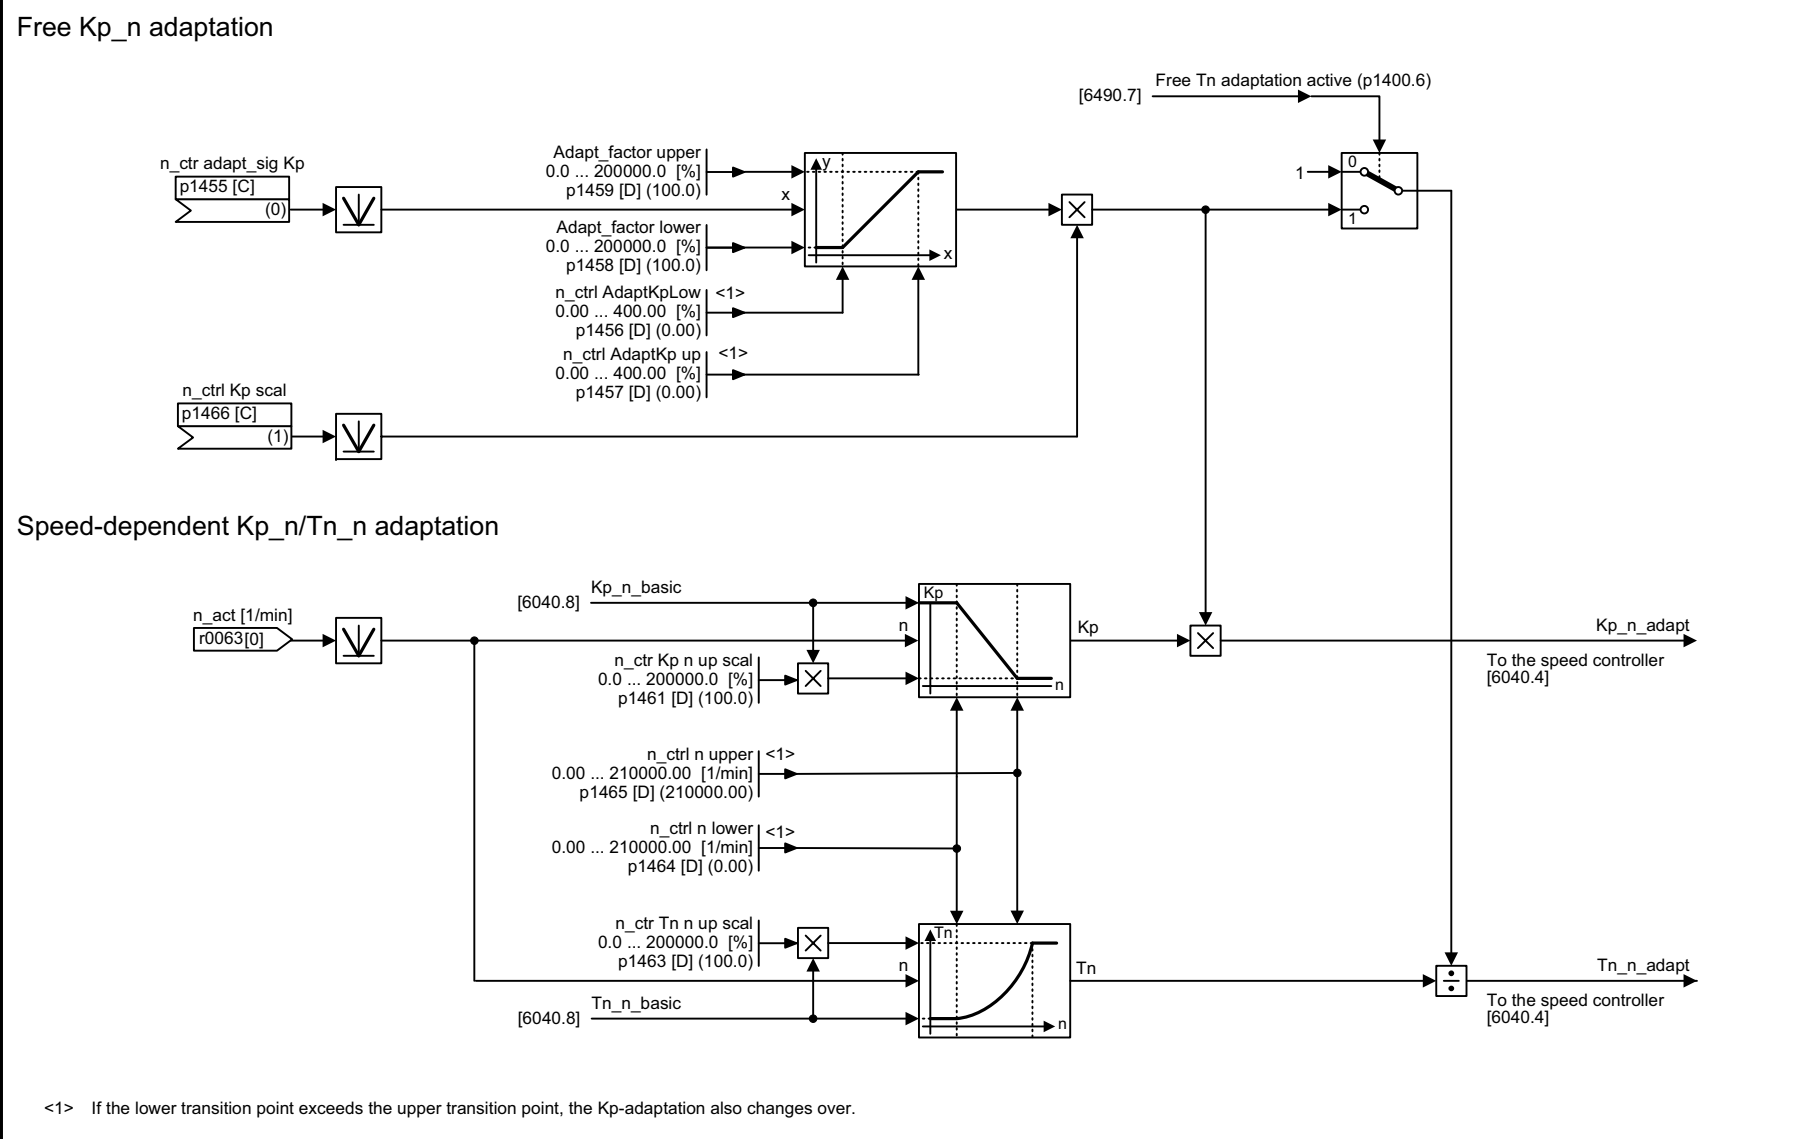 Free Kp_n adaptation
Free Tn adaptation active (p1400.6)
[6490.7]
n_ctr adapt_sig Kp
p1455 [C]
(0)
Adapt_factor upper
0.0 ... 200000.0 [%]
p1459 [D] (100.0)
x
Adapt_factor lower
0.0 ... 200000.0 [%]
p1458 [D] (100.0)
y
x
1
0
1
n_ctrl AdaptKpLow <1>
0.00 ... 400.00 [%]
p1456 [D] (0.00)
n_ctrl AdaptKp up <1>
0.00 ... 400.00 [%]
p1457 [D] (0.00)
n_ctrl Kp scal
p1466 [C]
(1)
Speed-dependent Kp_n/Tn_n adaptation
Kp_n_basic
[6040.8]
n_act [1/min]
r0063[0]
n
Kp
n
Kp
n_ctr Kp n up scal
0.0 ... 200000.0 [%]
p1461 [D] (100.0)
Kp_n_adapt
To the speed controller
[6040.4]
n_ctrl n upper <1>
0.00 ... 210000.00 [1/min]
p1465 [D] (210000.00)
n_ctrl n lower <1>
0.00 ... 210000.00 [1/min]
p1464 [D] (0.00)
n_ctr Tn n up scal
0.0 ... 200000.0 [%]
p1463 [D] (100.0)
n
Tn
n
Tn
Tn_n_basic
[6040.8]
Tn_n_adapt
To the speed controller
[6040.4]
<1> If the lower transition point exceeds the upper transition point, the Kp-adaptation also changes over.